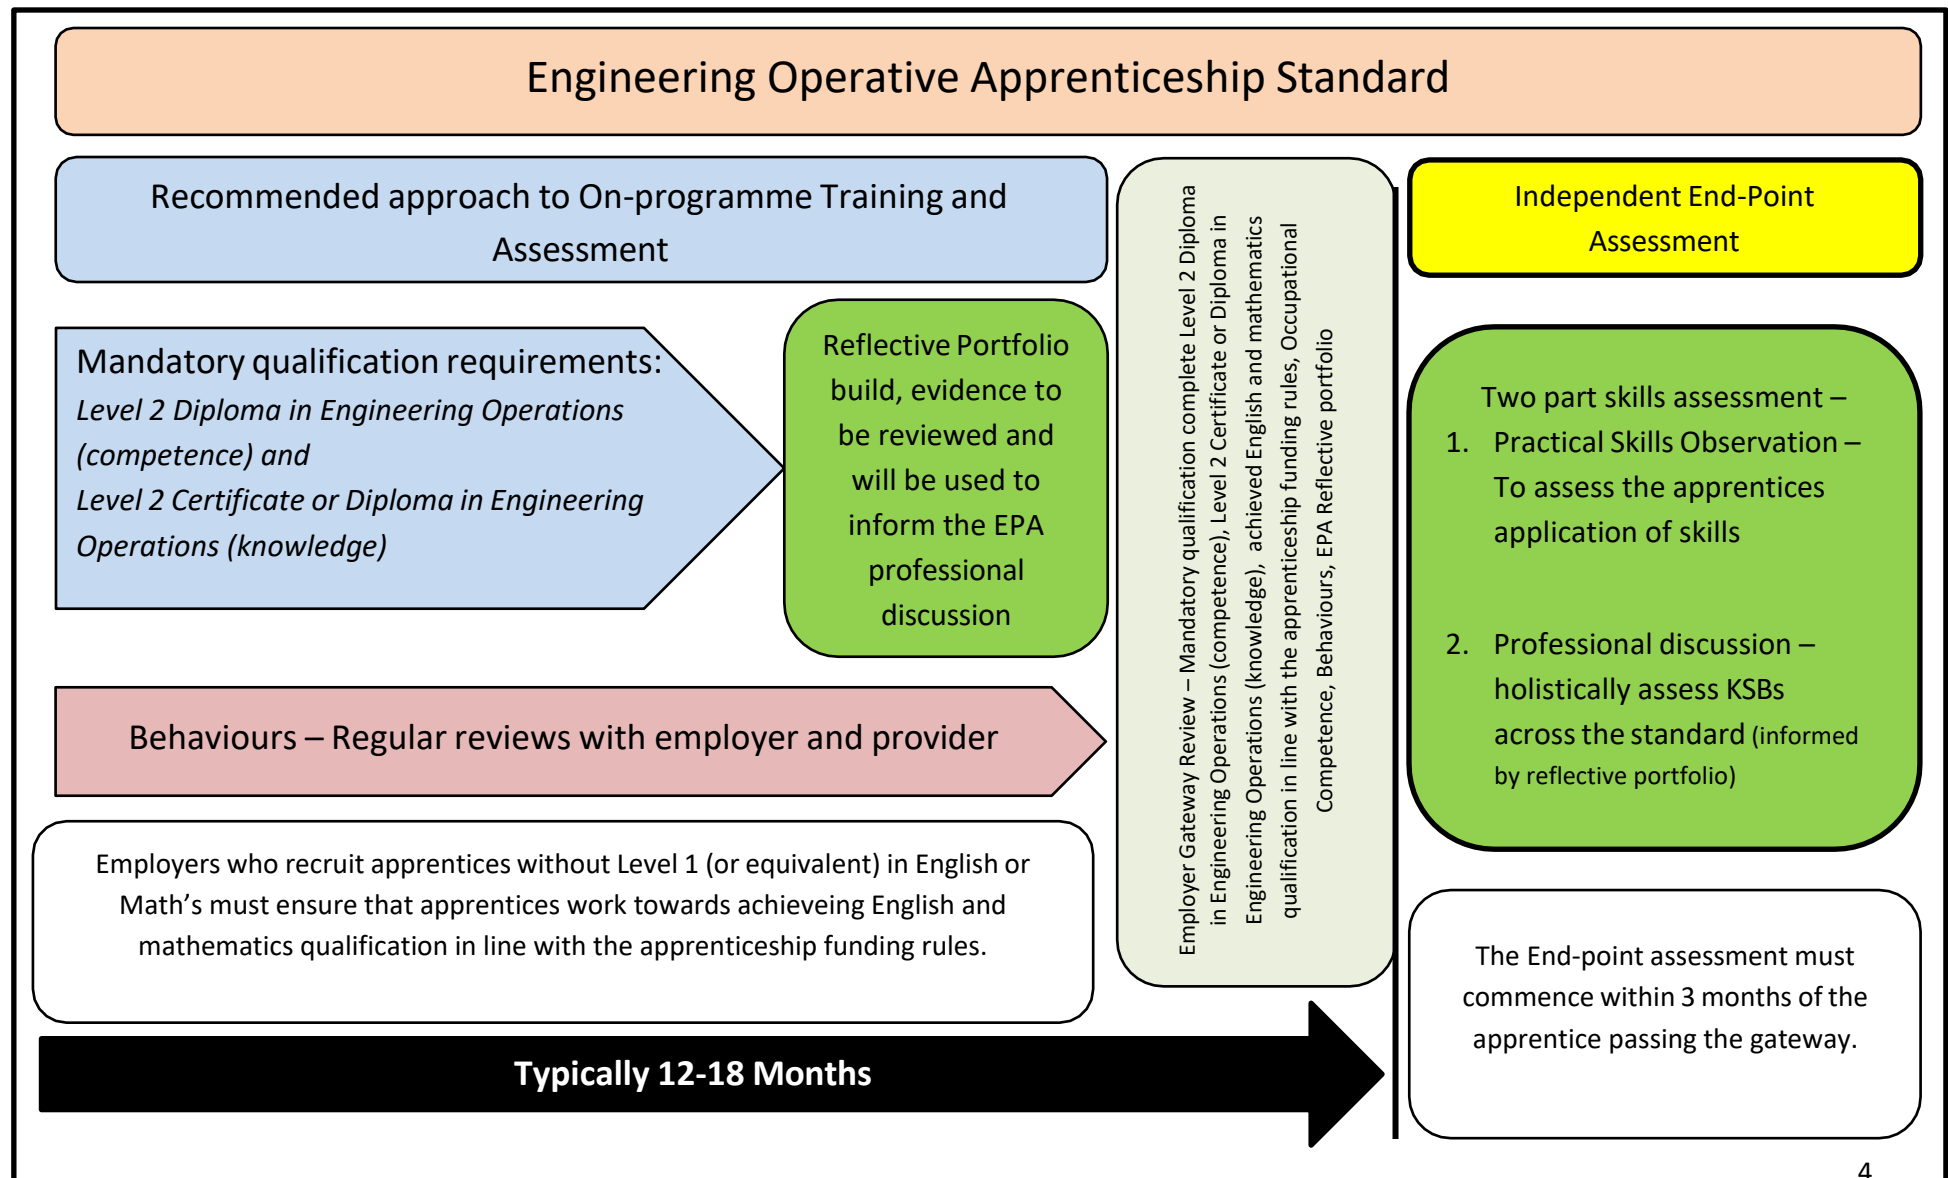 Engineering Operative Apprenticeship Standard
Recommended approach to On-programme Training and
Assessment
Mandatory qualification requirements:
Level 2 Diploma in Engineering Operations
(competence) and
Level 2 Certificate or Diploma in Engineering
Operations (knowledge)
Reflective Portfolio
build, evidence to
be reviewed and
will be used to
inform the EPA
professional
discussion
Behaviours – Regular reviews with employer and provider
Employers who recruit apprentices without Level 1 (or equivalent) in English or
Math’s must ensure that apprentices work towards achieveing English and
mathematics qualification in line with the apprenticeship funding rules.
Typically 12-18 Months
Employer Gateway Review – Mandatory qualification complete Level 2 Diploma
in Engineering Operations (competence), Level 2 Certificate or Diploma in
Engineering Operations (knowledge), achieved English and mathematics
qualification in line with the apprenticeship funding rules, Occupational
Competence, Behaviours, EPA Reflective portfolio
Independent End-Point
Assessment
Two part skills assessment –
1. Practical Skills Observation –
To assess the apprentices
application of skills
2. Professional discussion –
holistically assess KSBs
across the standard (informed
by reflective portfolio)
The End-point assessment must
commence within 3 months of the
apprentice passing the gateway.
4